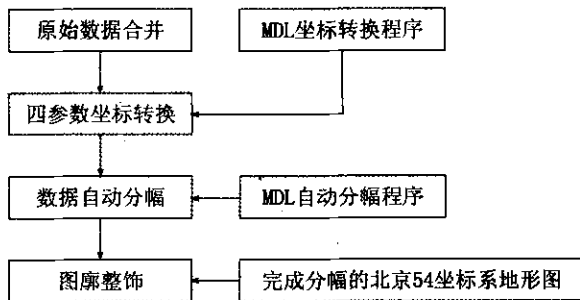 原始数据合并
MDL坐标转换程序
四参数坐标转换
数据自动分幅
MDL自动分幅程序
图廓整饰
完成分幅的北京54坐标系地形图